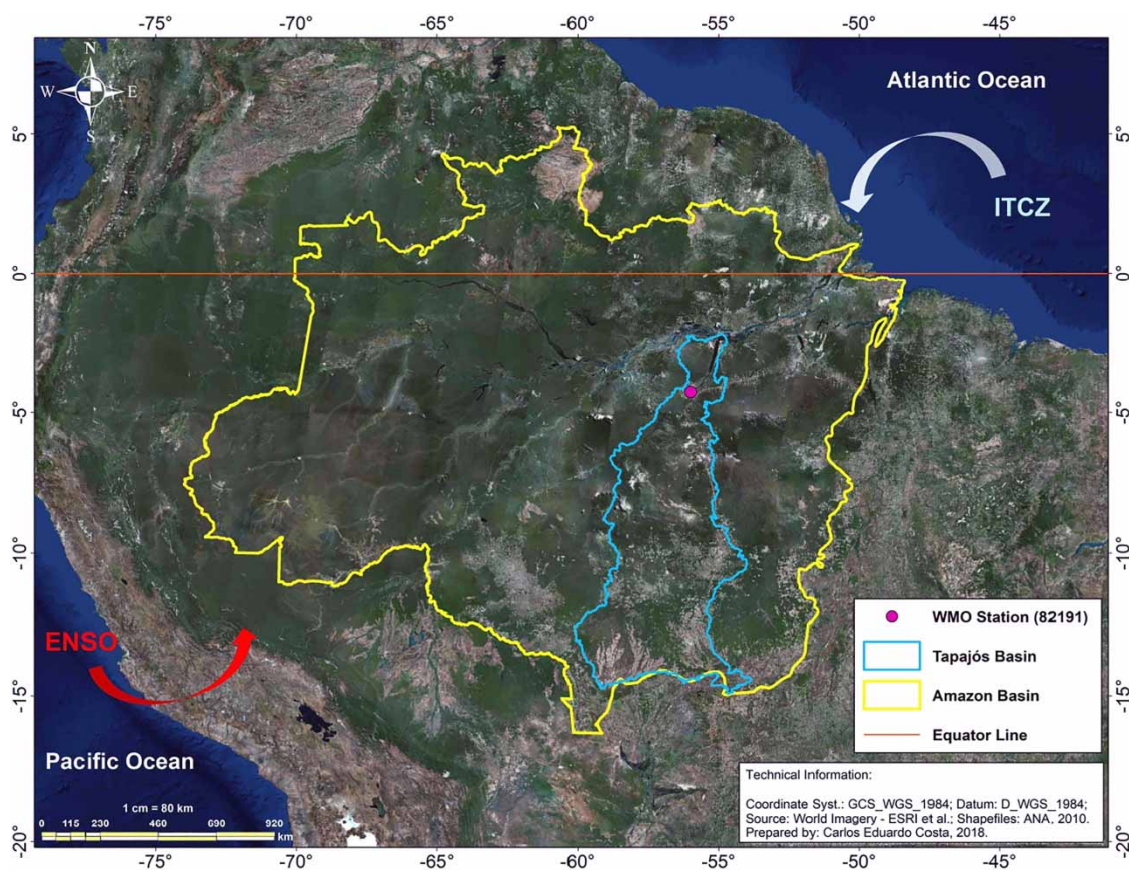 -75 -70 -65 -60 -55 -50 -45
N
W E
S
Atlantic Ocean
ITCZ
5° 5°
0° 0°
-5° -5°
-10° -10°
-15° -15°
-20° -20°
ENSO
Pacific Ocean
1 cm = 80 km
0 115 230 460 690 920
km
WMO Station (82191)
Tapajós Basin
Amazon Basin
Equator Line
Technical Information:
Coordinate Syst.: GCS_WGS_1984; Datum: D_WGS_1984;
Source: World Imagery - ESRI et al.; Shapefiles: ANA, 2010.
Prepared by: Carlos Eduardo Costa, 2018.
-75 -70 -65 -60 -55 -50 -45